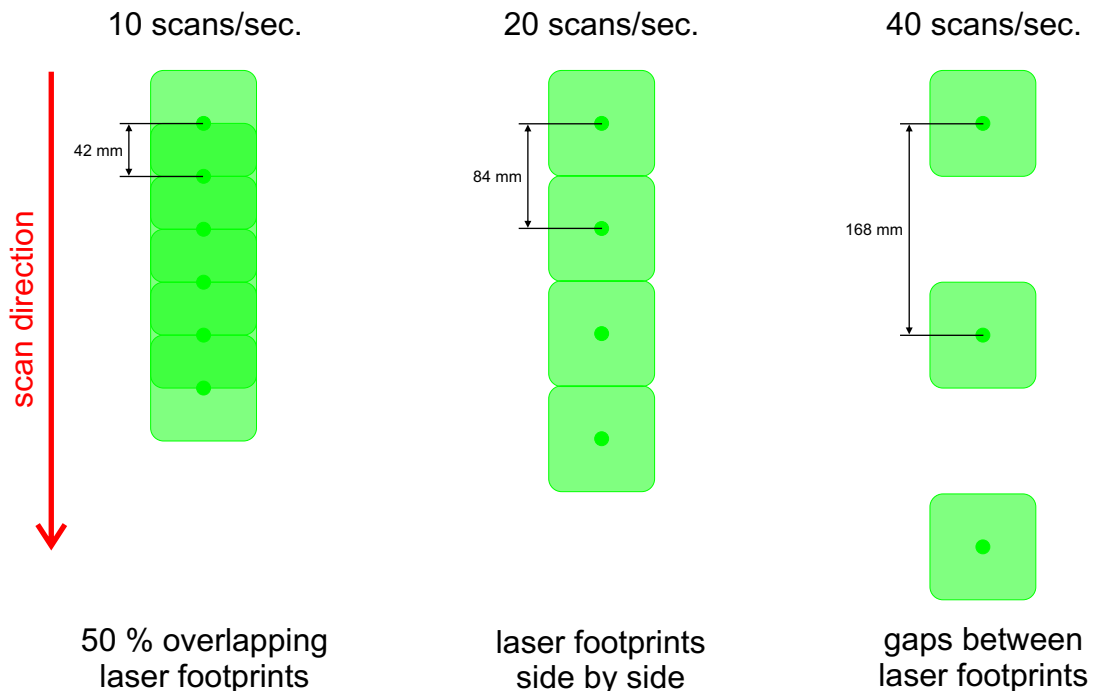 10 scans/sec.
20 scans/sec.
40 scans/sec.
42 mm
84 mm
168 mm
scan direction
50 % overlapping
laser footprints
laser footprints
side by side
gaps between
laser footprints